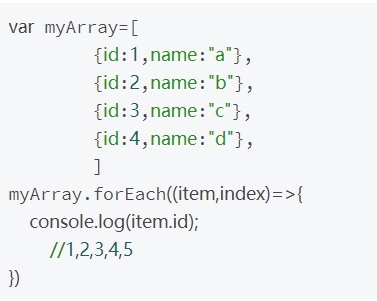 var myArray=[
{id:1,name:"a"},
{id:2,name:"b"},
{id:3,name:"c"},
{id:4,name:"d"},
]
myArray.forEach((item,index)=>{
console.log(item.id);
//1,2,3,4,5
})